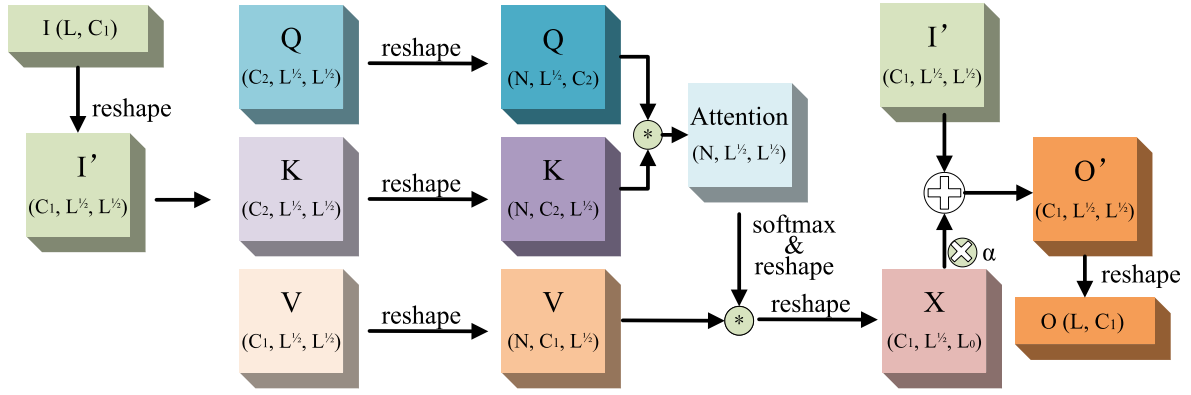 I (L, C₁)
reshape
I’
(C₁, L½, L½)
Q
(C₂, L½, L½)
reshape
Q
(N, L½, C₂)
K
(C₂, L½, L½)
reshape
K
(N, C₂, L½)
V
(C₁, L½, L½)
reshape
V
(N, C₁, L½)
*
Attention
(N, L½, L½)
softmax
&
reshape
*
reshape
X
(C₁, L½, L₀)
α
I’
(C₁, L½, L½)
O’
(C₁, L½, L½)
reshape
O (L, C₁)